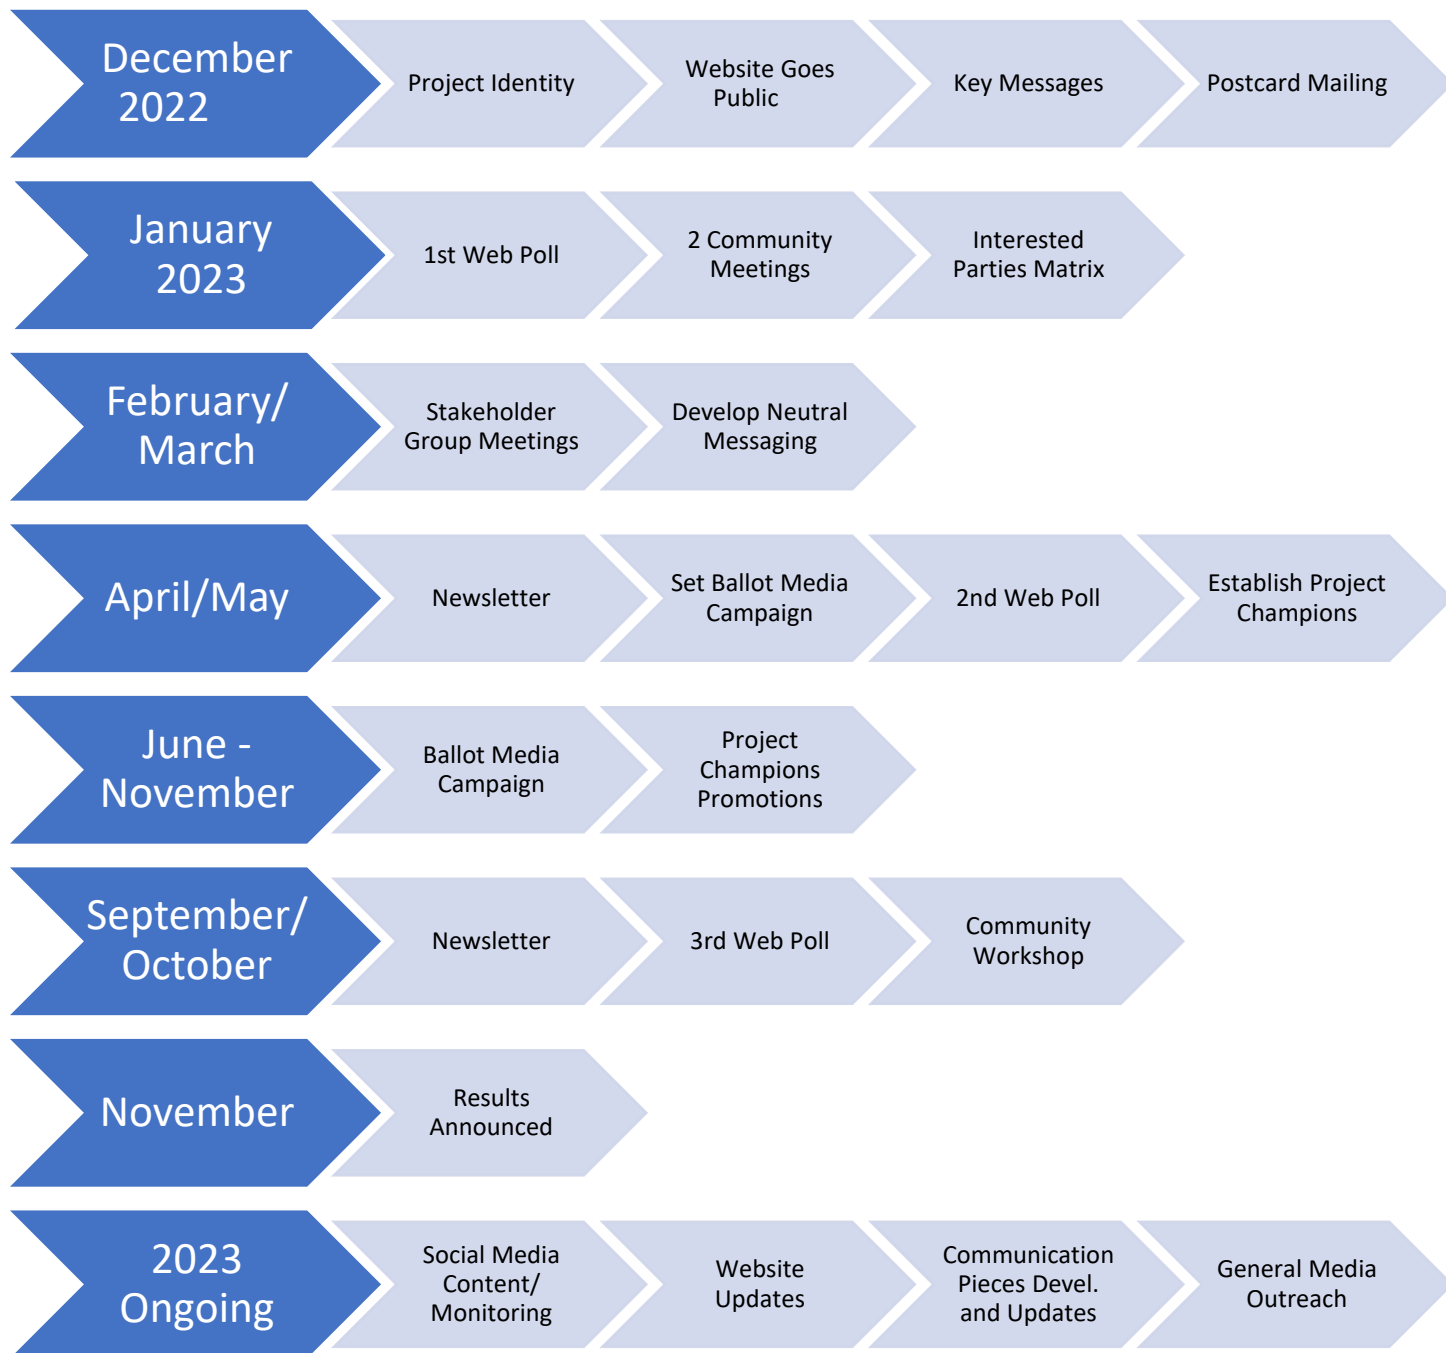 December
2022
Project Identity
Website Goes
Public
Key Messages
Postcard Mailing
January
2023
1st Web Poll
2 Community
Meetings
Interested
Parties Matrix
February/
March
Stakeholder
Group Meetings
Develop Neutral
Messaging
April/May
Newsletter
Set Ballot Media
Campaign
2nd Web Poll
Establish Project
Champions
June -
November
Ballot Media
Campaign
Project
Champions
Promotions
September/
October
Newsletter
3rd Web Poll
Community
Workshop
November
Results
Announced
2023
Ongoing
Social Media
Content/
Monitoring
Website
Updates
Communication
Pieces Devel.
and Updates
General Media
Outreach